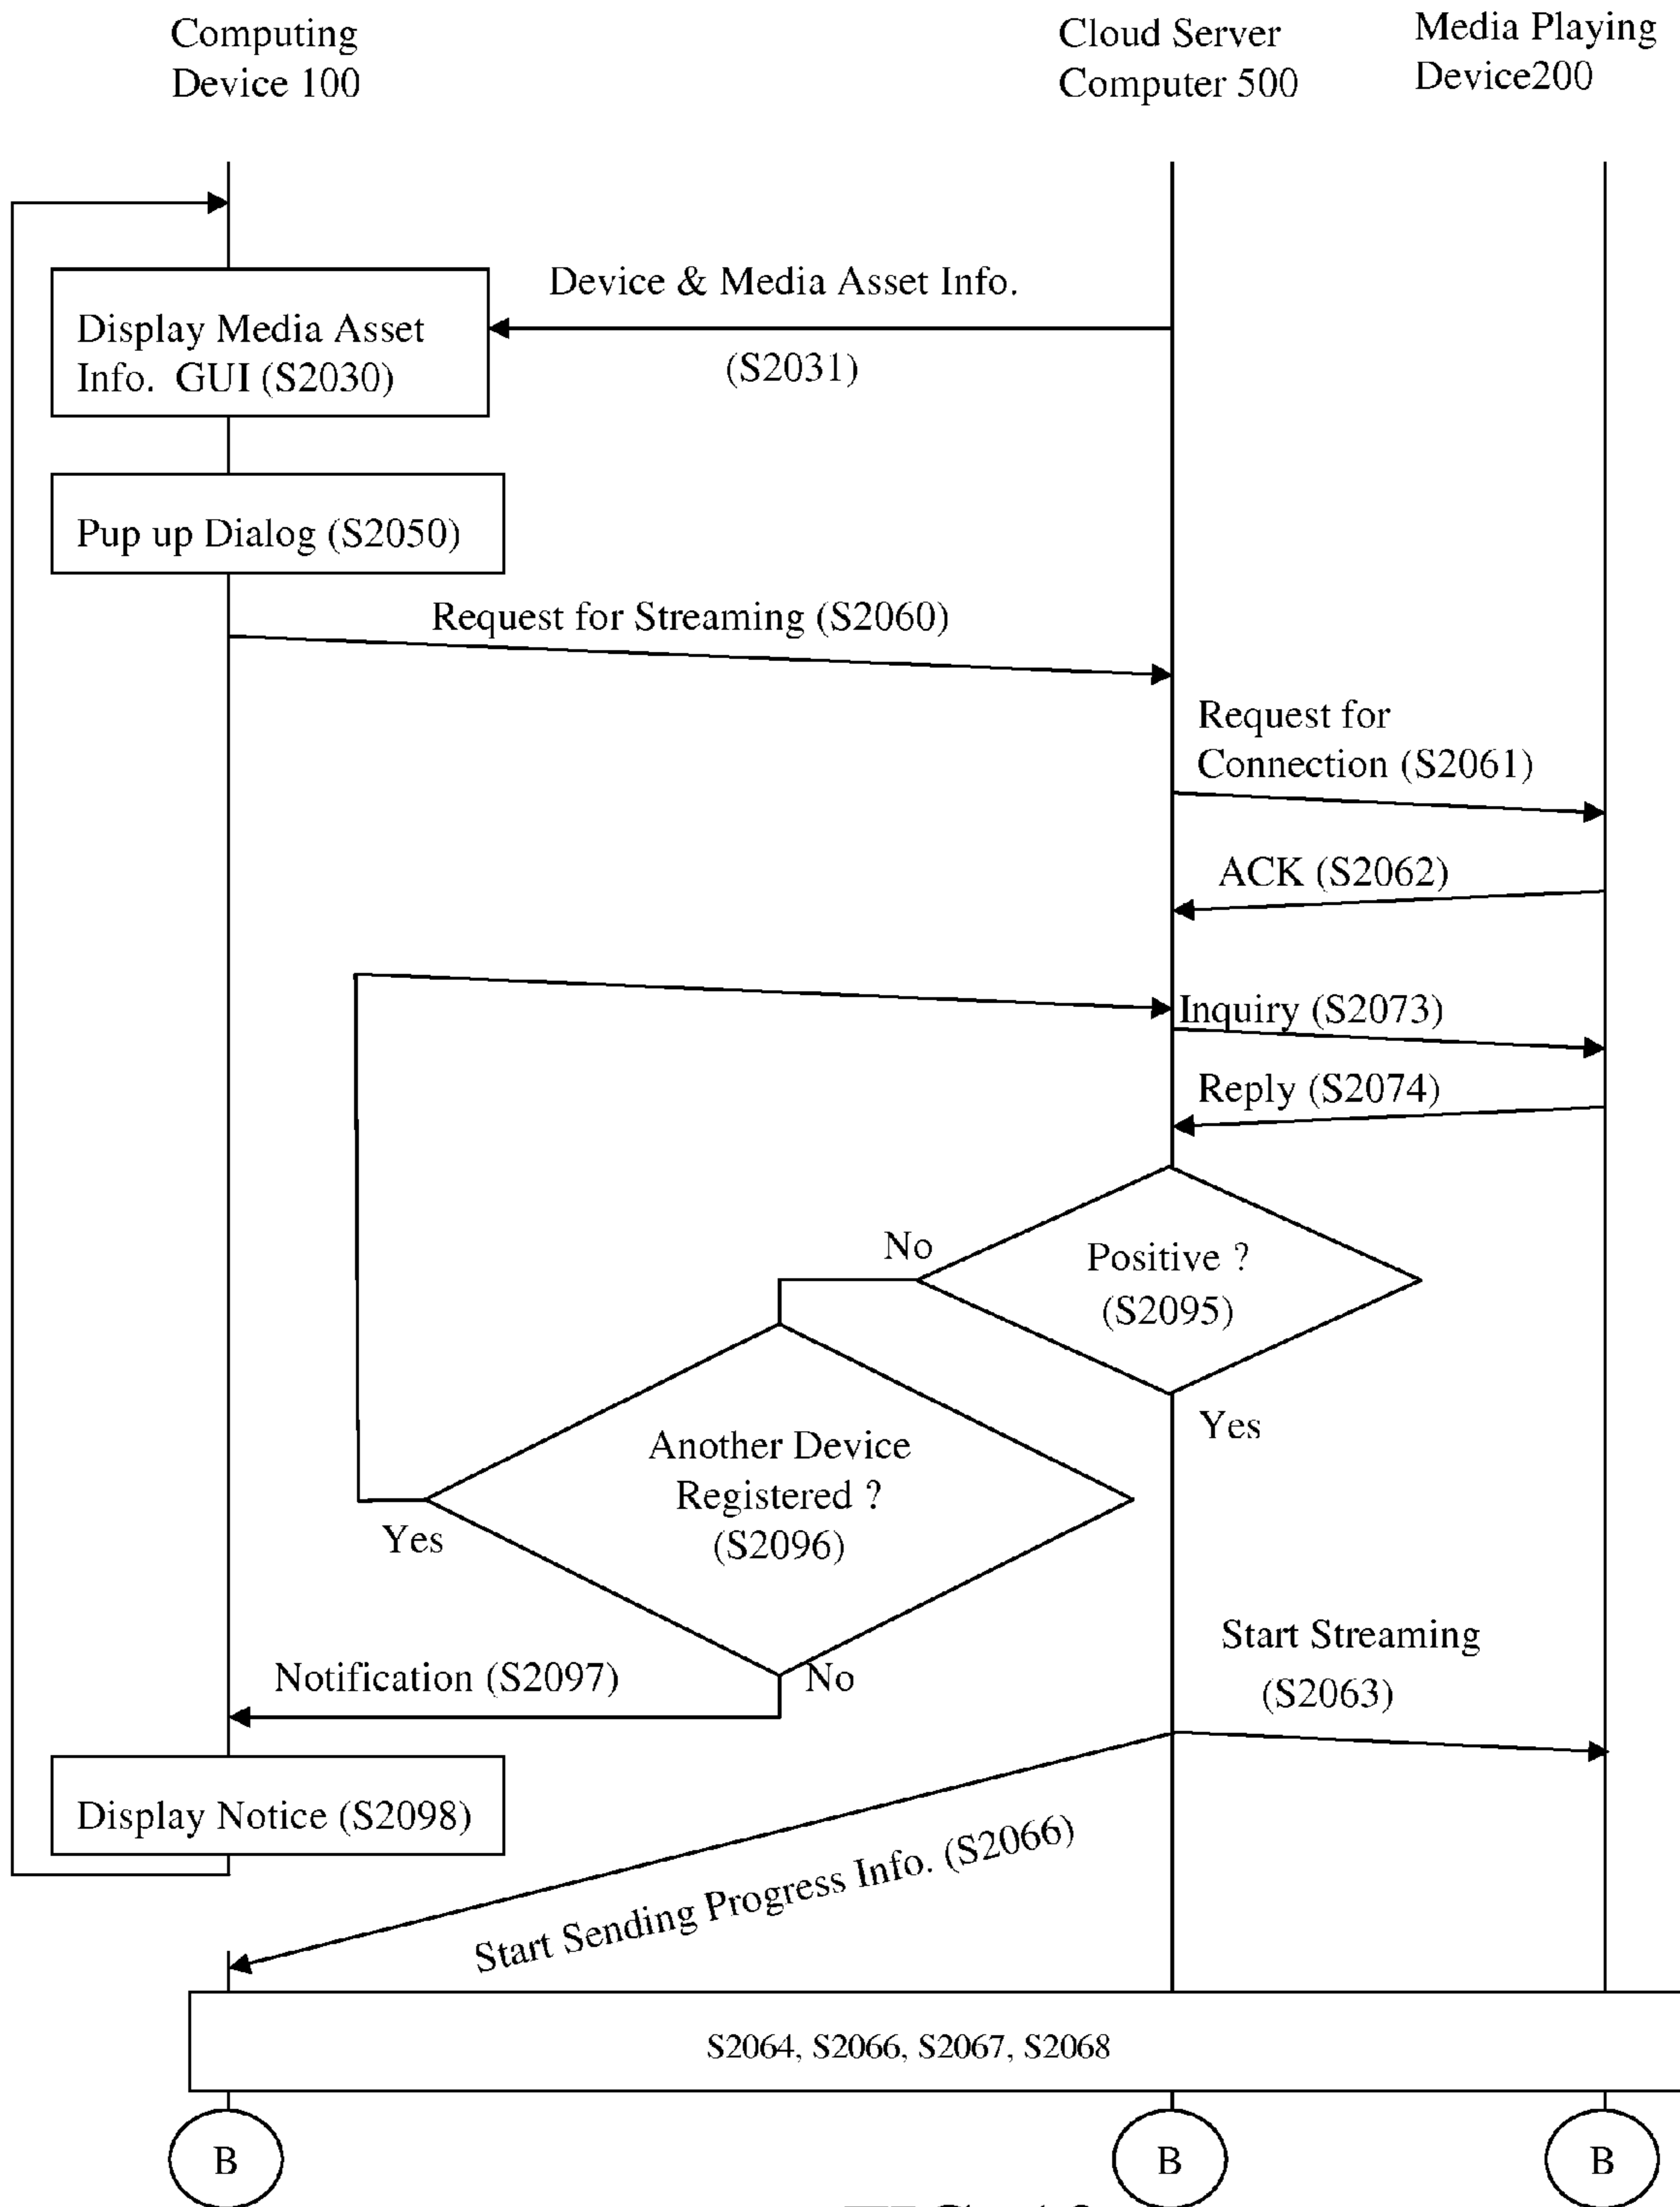 Computing
Device 100
Cloud Server
Computer 500
Media Playing
Device200
Device & Media Asset Info.
(S2031)
Display Media Asset
Info. GUI (S2030)
Pup up Dialog (S2050)
Request for Streaming (S2060)
Request for
Connection (S2061)
ACK (S2062)
Inquiry (S2073)
Reply (S2074)
No
Positive ?
(S2095)
Yes
Another Device
Registered ?
(S2096)
Yes
Start Streaming
(S2063)
Notification (S2097)
No
Display Notice (S2098)
Start Sending Progress Info. (S2066)
S2064, S2066, S2067, S2068
B
B
B